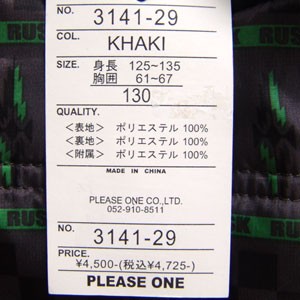 NO. 3141-29
COL. KHAKI
SIZE. 身長 125~135
胸囲 61~67
130
QUALITY.
<表地> ポリエステル 100%
<裏地> ポリエステル 100%
<附属> ポリエステル 100%
MADE IN CHINA
PLEASE ONE CO.,LTD.
052-910-8511
NO. 3141-29
PRICE.
¥4,500-(税込¥4,725-)
PLEASE ONE
RUSK